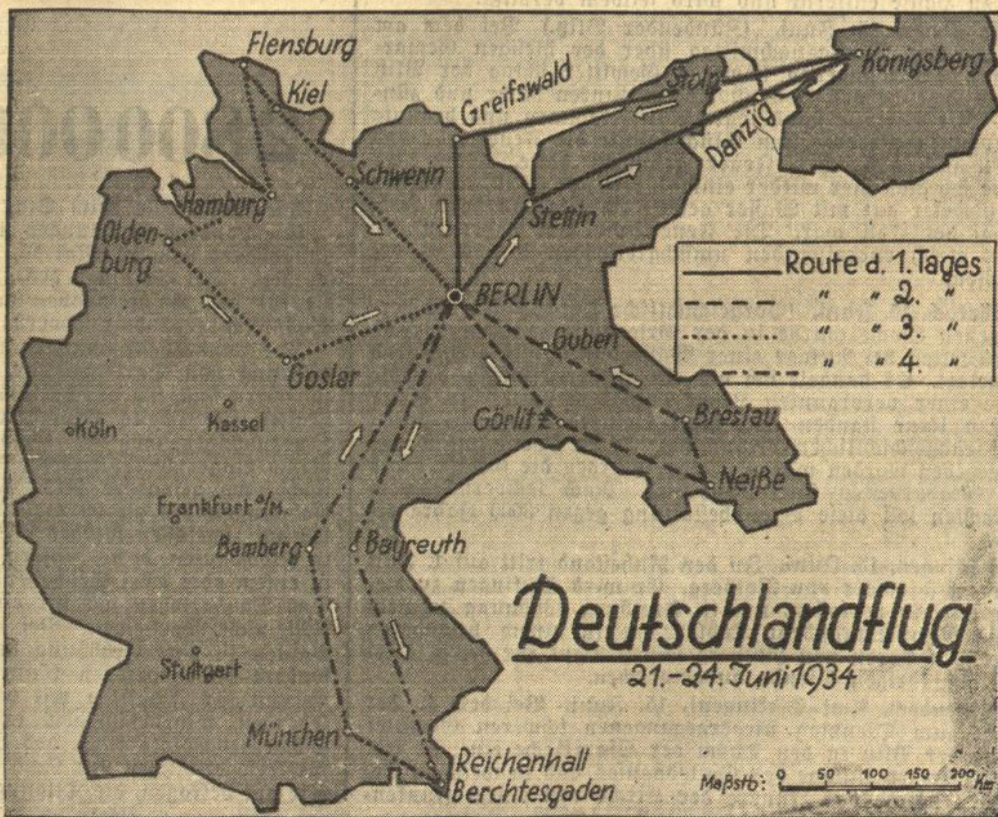 Flensburg
Kiel
Greifswald
Stolp
Königsberg
Danzig
Schwerin
Hamburg
Stettin
Olden-
burg
Route d. 1. Tages
" " 2. "
" " 3. "
" " 4. "
BERLIN
Guben
Goslar
Köln
Kassel
Görlitz
Breslau
Neiße
Frankfurt a/M.
Bamberg
Bayreuth
Deutschlandflug
21.-24. Juni 1934
Stuttgart
München
Reichenhall
Berchtesgaden
Maßstb: 0 50 100 150 200 Km